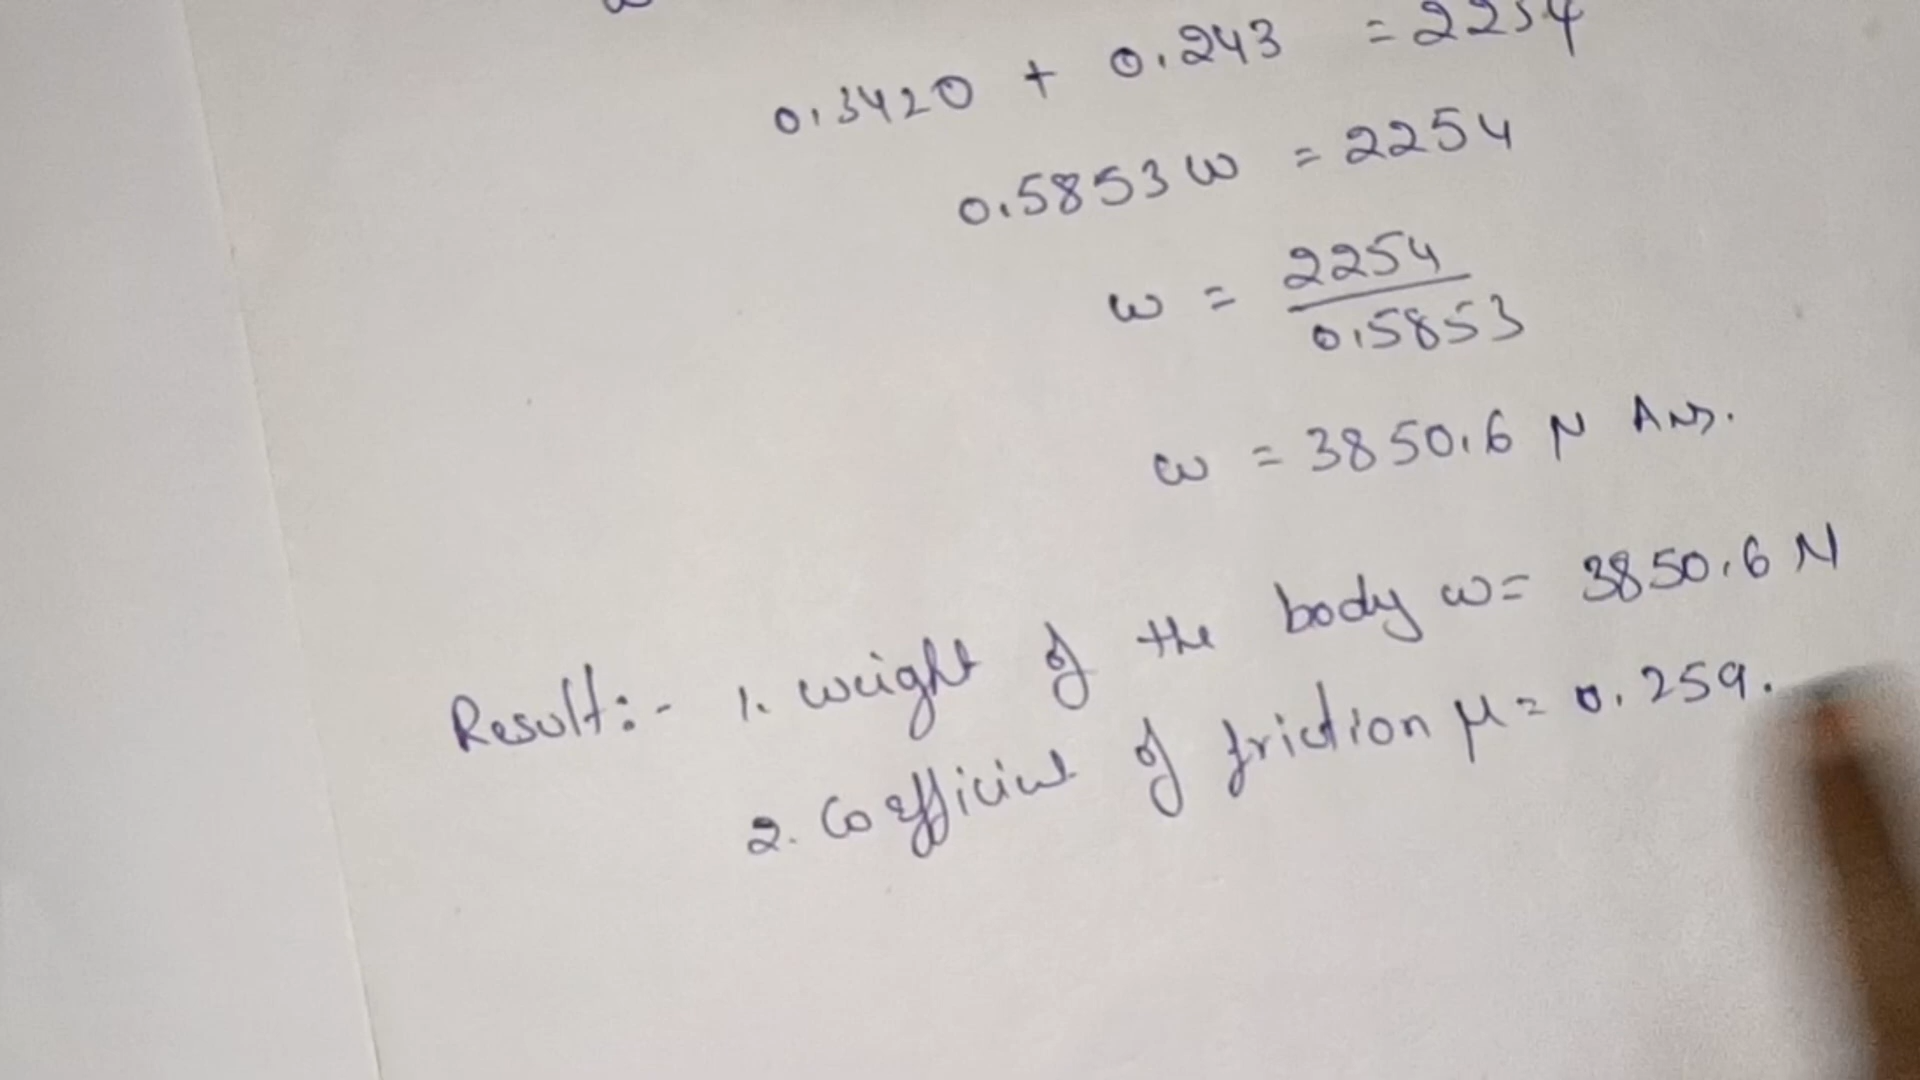 0.3420 + 0.243 = 2254
0.5853 w = 2254
w = 2254 / 0.5853
w = 3850.6 N Ans.
Result:- 1. weight of the body w= 3850.6 N
2. Coefficient of friction μ= 0.259.